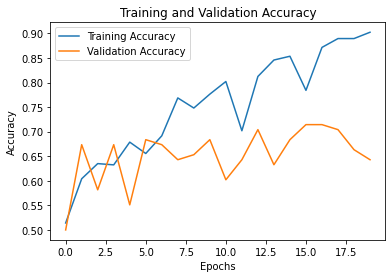 Training and Validation Accuracy
Training Accuracy
Validation Accuracy
Accuracy
0.90
0.85
0.80
0.75
0.70
0.65
0.60
0.55
0.50
0.0 2.5 5.0 7.5 10.0 12.5 15.0 17.5
Epochs